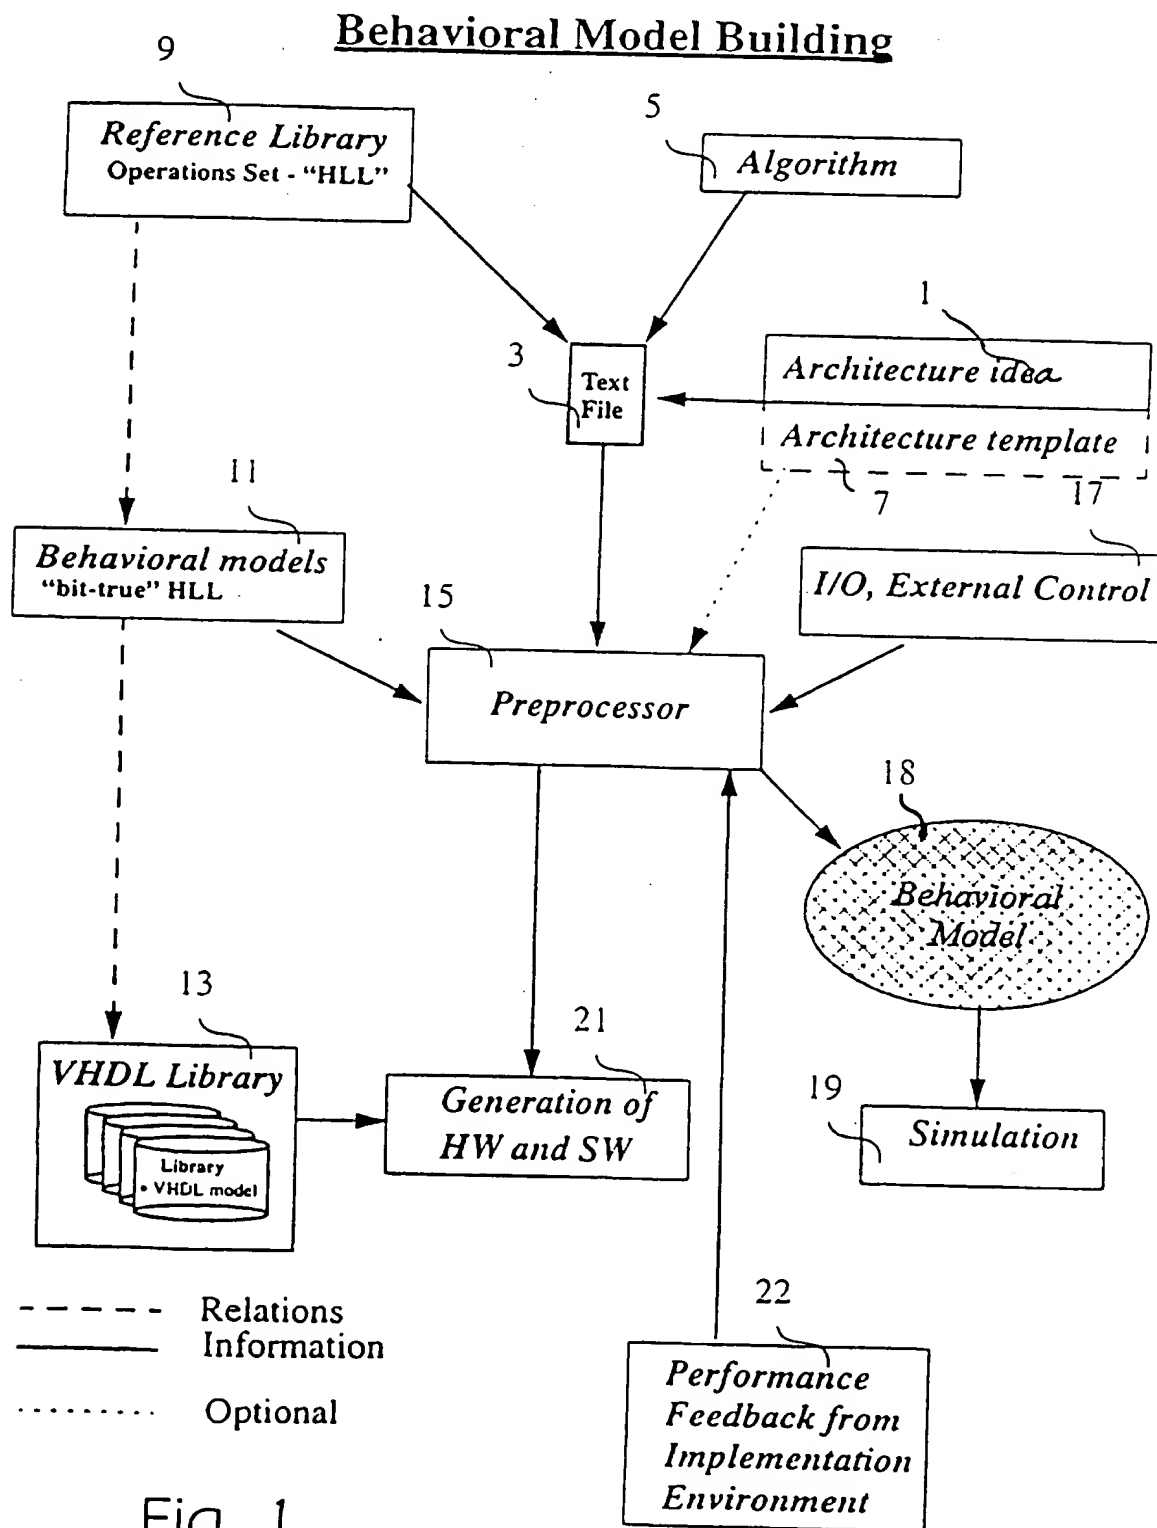 Behavioral Model Building
9
Reference Library
Operations Set - "HLL"
5
Algorithm
1
Architecture idea
3
Text
File
Architecture template
7
17
11
Behavioral models
"bit-true" HLL
I/O, External Control
15
Preprocessor
18
Behavioral
Model
13
VHDL Library
Library
• VHDL model
21
Generation of
HW and SW
19
Simulation
22
Performance
Feedback from
Implementation
Environment
Relations
Information
Optional
Fig. 1